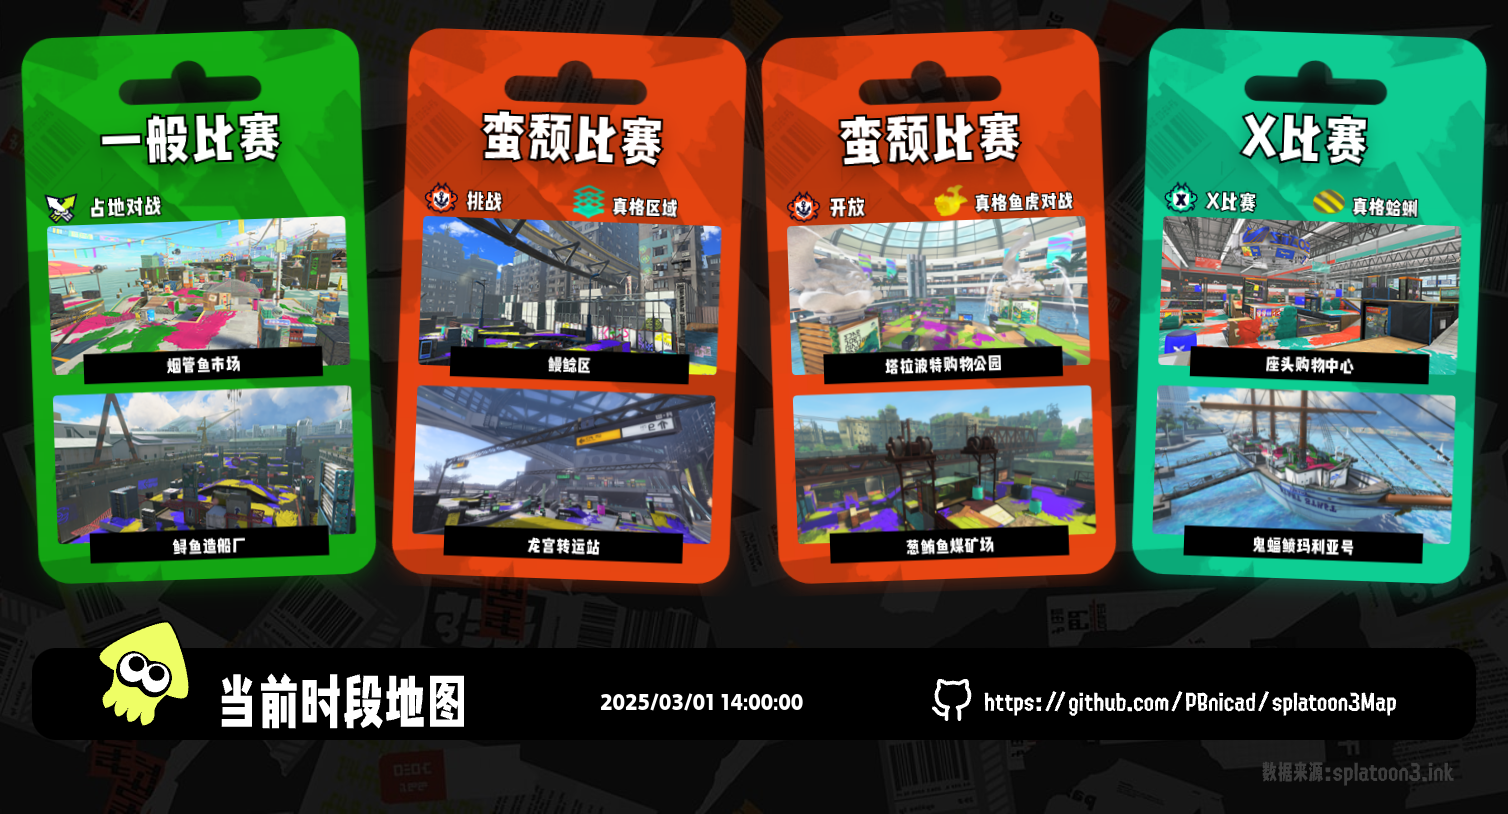 一般比赛
占地对战
烟管鱼市场
鲟鱼造船厂
蛮颓比赛
挑战
真格区域
鳗鲶区
龙宫转运站
蛮颓比赛
开放
真格鱼虎对战
塔拉波特购物公园
葱鲔鱼煤矿场
X比赛
X比赛
真格蛤蜊
座头购物中心
鬼蝠鲼玛利亚号
当前时段地图
2025/03/01 14:00:00
https://github.com/PBnicad/splatoon3Map
数据来源:splatoon3.ink